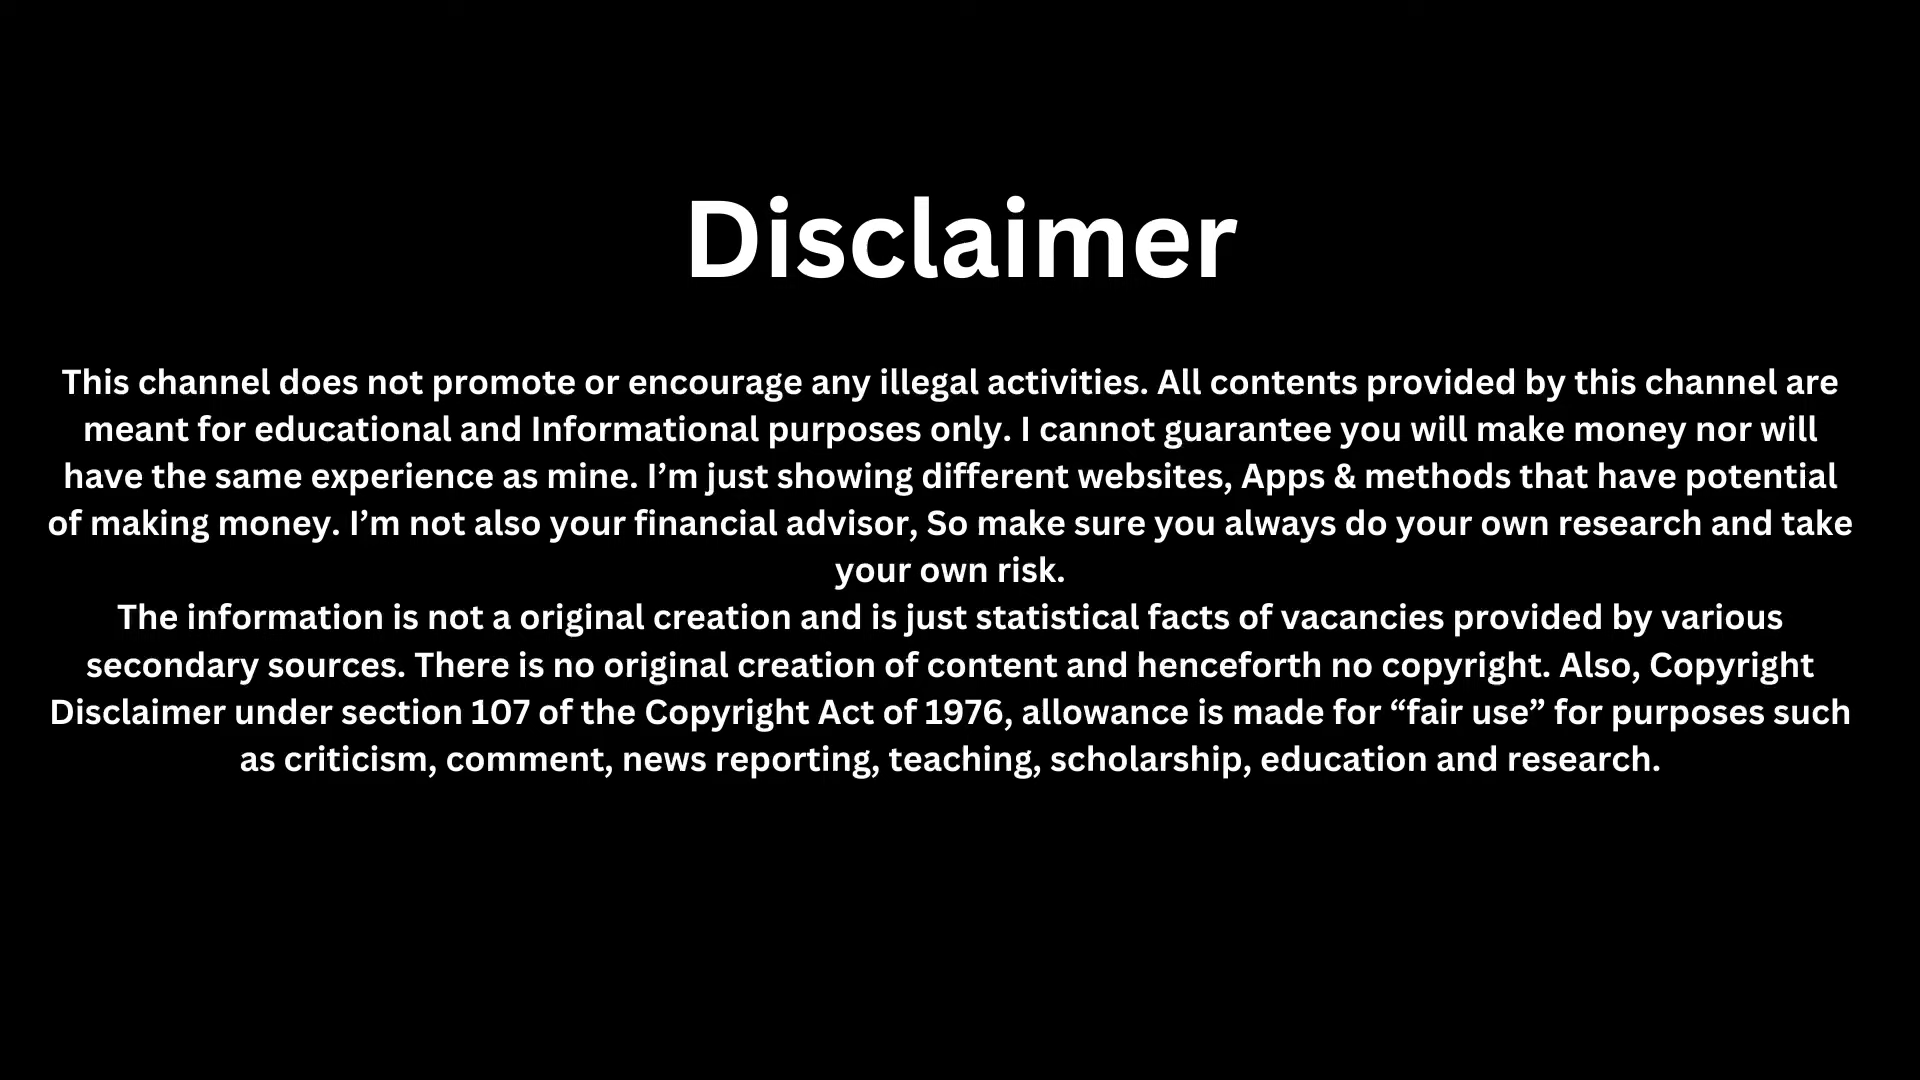 Disclaimer
This channel does not promote or encourage any illegal activities. All contents provided by this channel are
meant for educational and Informational purposes only. I cannot guarantee you will make money nor will
have the same experience as mine. I’m just showing different websites, Apps & methods that have potential
of making money. I’m not also your financial advisor, So make sure you always do your own research and take
your own risk.
The information is not a original creation and is just statistical facts of vacancies provided by various
secondary sources. There is no original creation of content and henceforth no copyright. Also, Copyright
Disclaimer under section 107 of the Copyright Act of 1976, allowance is made for “fair use” for purposes such
as criticism, comment, news reporting, teaching, scholarship, education and research.